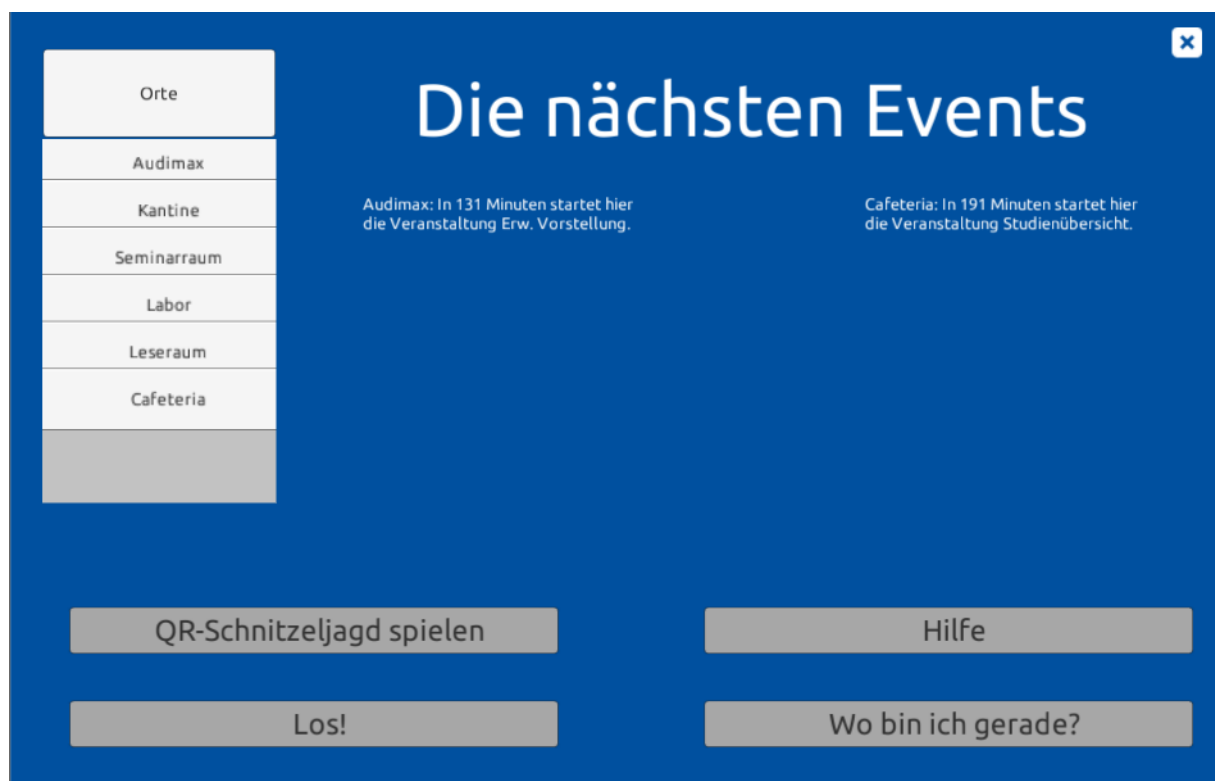 Orte
Audimax
Kantine
Seminarraum
Labor
Leseraum
Cafeteria
Die nächsten Events
Audimax: In 131 Minuten startet hier
die Veranstaltung Erw. Vorstellung.
Cafeteria: In 191 Minuten startet hier
die Veranstaltung Studienübersicht.
QR-Schnitzeljagd spielen
Hilfe
Los!
Wo bin ich gerade?